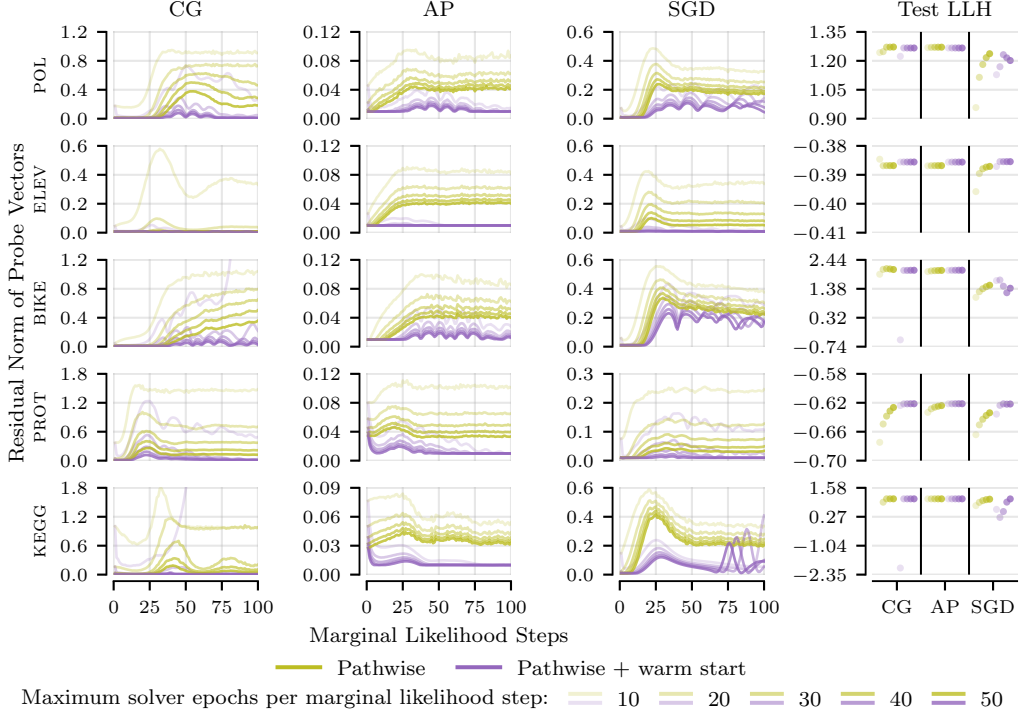 CG AP SGD Test LLH
Residual Norm of Probe Vectors
POL
1.2 0.12 0.6 1.35
0.8 0.08 0.4 1.20
0.4 0.04 0.2 1.05
0.0 0.00 0.0 0.90
ELEV
0.6 0.12 0.6 −0.38
0.4 0.08 0.4 −0.39
0.2 0.04 0.2 −0.40
0.0 0.00 0.0 −0.41
BIKE
1.2 0.12 0.6 2.44
0.8 0.08 0.4 1.38
0.4 0.04 0.2 0.32
0.0 0.00 0.0 −0.74
PROT
1.8 0.12 0.3 −0.58
1.2 0.08 0.2 −0.62
0.6 0.04 0.1 −0.66
0.0 0.00 0.0 −0.70
KEGG
1.8 0.09 0.6 1.58
1.2 0.06 0.4 0.27
0.6 0.03 0.2 −1.04
0.0 0.00 0.0 −2.35
0 25 50 75 100 0 25 50 75 100 0 25 50 75 100 CG AP SGD
Marginal Likelihood Steps
Pathwise Pathwise + warm start
Maximum solver epochs per marginal likelihood step: 10 20 30 40 50